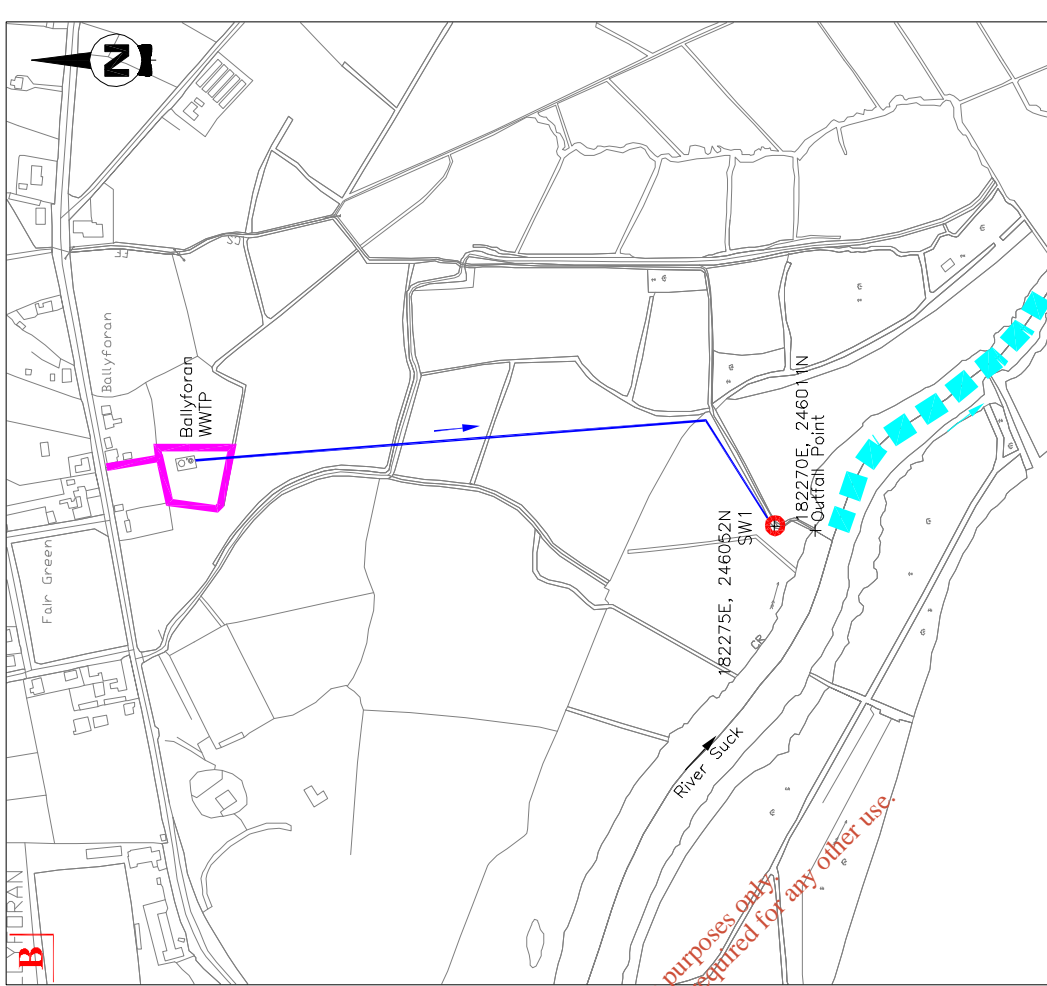 N
Ballyforan
Ballyforan
WWTP
Fair Green
182270E, 246011N
Outfall Point
182275E, 246052N
SW1
CR
River Suck
B
purposes only.
required for any other use.